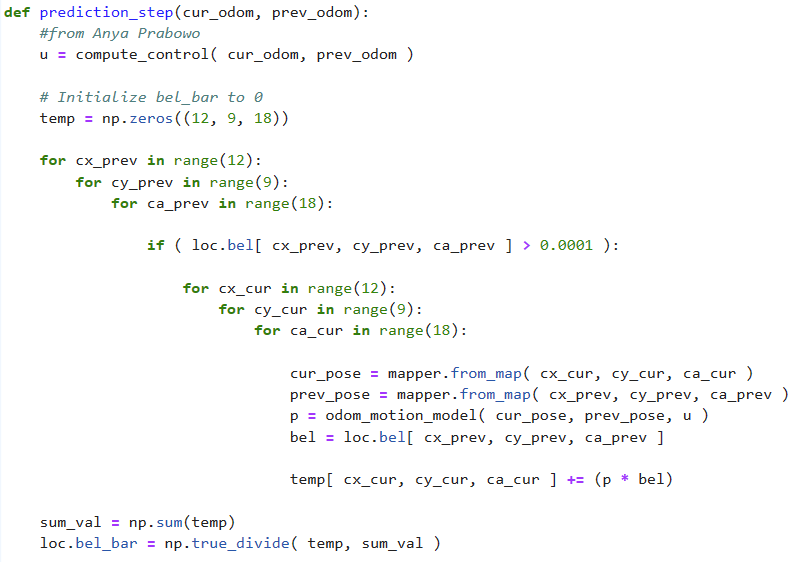 def prediction_step(cur_odom, prev_odom):
    #from Anya Prabowo
    u = compute_control( cur_odom, prev_odom )
    # Initialize bel_bar to 0
    temp = np.zeros((12, 9, 18))
    for cx_prev in range(12):
        for cy_prev in range(9):
            for ca_prev in range(18):
                if ( loc.bel[ cx_prev, cy_prev, ca_prev ] > 0.0001 ):
                    for cx_cur in range(12):
                        for cy_cur in range(9):
                            for ca_cur in range(18):
                                cur_pose = mapper.from_map( cx_cur, cy_cur, ca_cur )
                                prev_pose = mapper.from_map( cx_prev, cy_prev, ca_prev )
                                p = odom_motion_model( cur_pose, prev_pose, u )
                                bel = loc.bel[ cx_prev, cy_prev, ca_prev ]
                                temp[ cx_cur, cy_cur, ca_cur ] += (p * bel)
    sum_val = np.sum(temp)
    loc.bel_bar = np.true_divide( temp, sum_val )